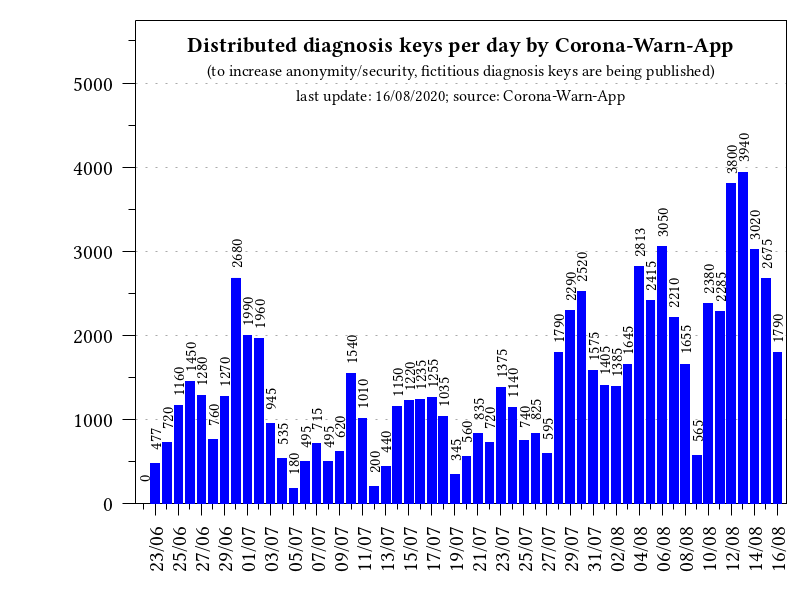 Distributed diagnosis keys per day by Corona-Warn-App
(to increase anonymity/security, fictitious diagnosis keys are being published)
last update: 16/08/2020; source: Corona-Warn-App
5000
4000
3000
2000
1000
0
0 477 720 1160 1450 1280 760 1270 2680 1990 1960 945 535 180 495 715 495 620 1540 1010 200 440 1150 1220 1235 1255 1035 345 560 835 720 1375 1140 740 825 595 1790 2290 2520 1575 1405 1385 1645 2813 2415 3050 2210 1655 565 2380 2285 3800 3940 3020 2675 1790
23/06 25/06 27/06 29/06 01/07 03/07 05/07 07/07 09/07 11/07 13/07 15/07 17/07 19/07 21/07 23/07 25/07 27/07 29/07 31/07 02/08 04/08 06/08 08/08 10/08 12/08 14/08 16/08